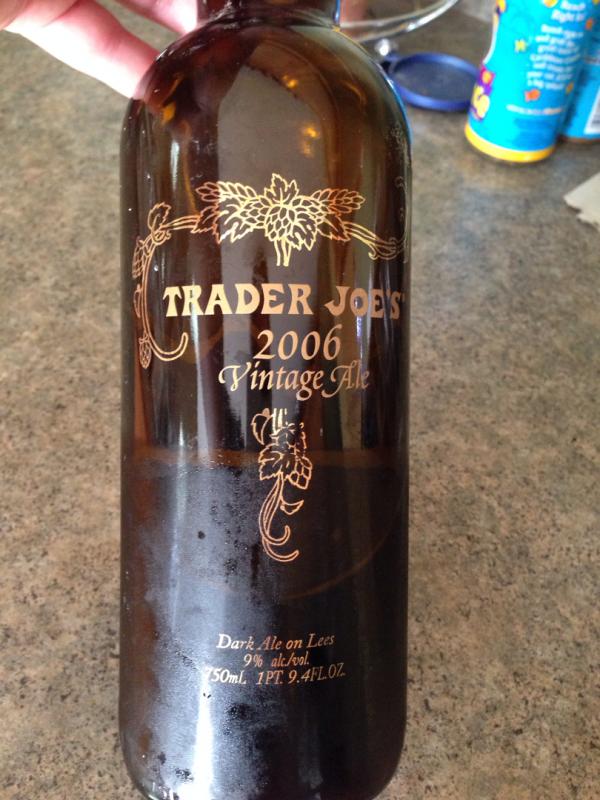 TRADER JOE'S
2006
Vintage Ale
Dark Ale on Lees
9% alc./vol.
750mL 1PT. 9.4FL.OZ.